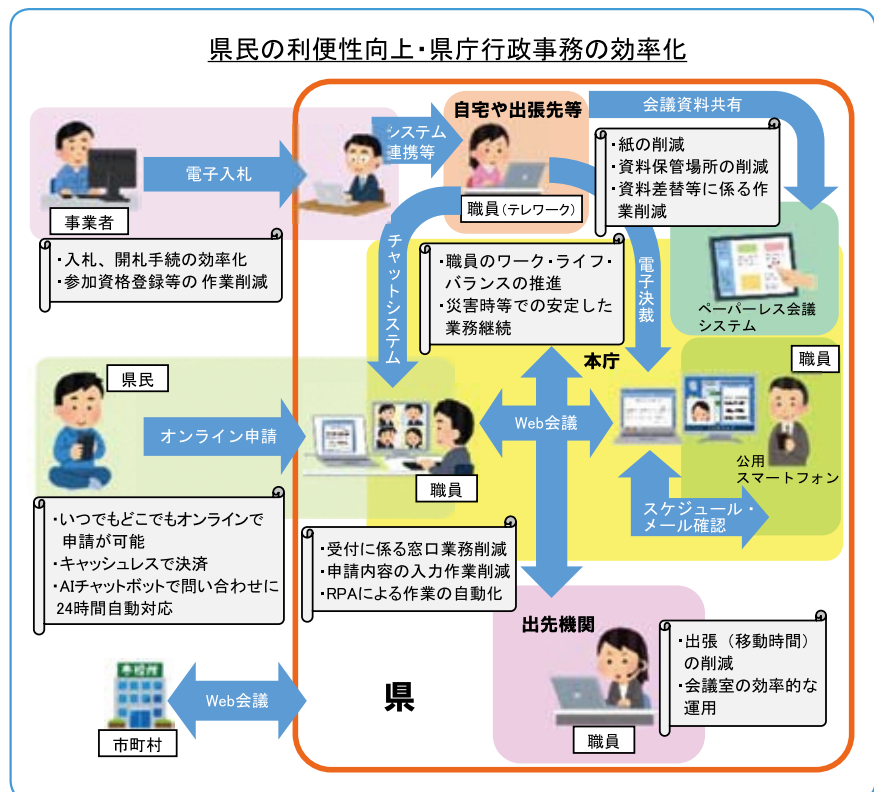 県民の利便性向上・県庁行政事務の効率化
自宅や出張先等
会議資料共有
システム
連携等
電子入札
職員(テレワーク)
事業者
・紙の削減
・資料保管場所の削減
・資料差替等に係る作
業削減
・入札、開札手続の効率化
・参加資格登録等の作業削減
チャットシステム
・職員のワーク・ライフ・
バランスの推進
・災害時等での安定した
業務継続
電子決裁
ペーパーレス会議
システム
本庁
職員
県民
オンライン申請
Web会議
職員
公用
スマートフォン
スケジュール・
メール確認
・いつでもどこでもオンラインで
申請が可能
・キャッシュレスで決済
・AIチャットボットで問い合わせに
24時間自動対応
・受付に係る窓口業務削減
・申請内容の入力作業削減
・RPAによる作業の自動化
出先機関
・出張（移動時間）
の削減
・会議室の効率的な
運用
職員
市役所
Web会議
市町村
県